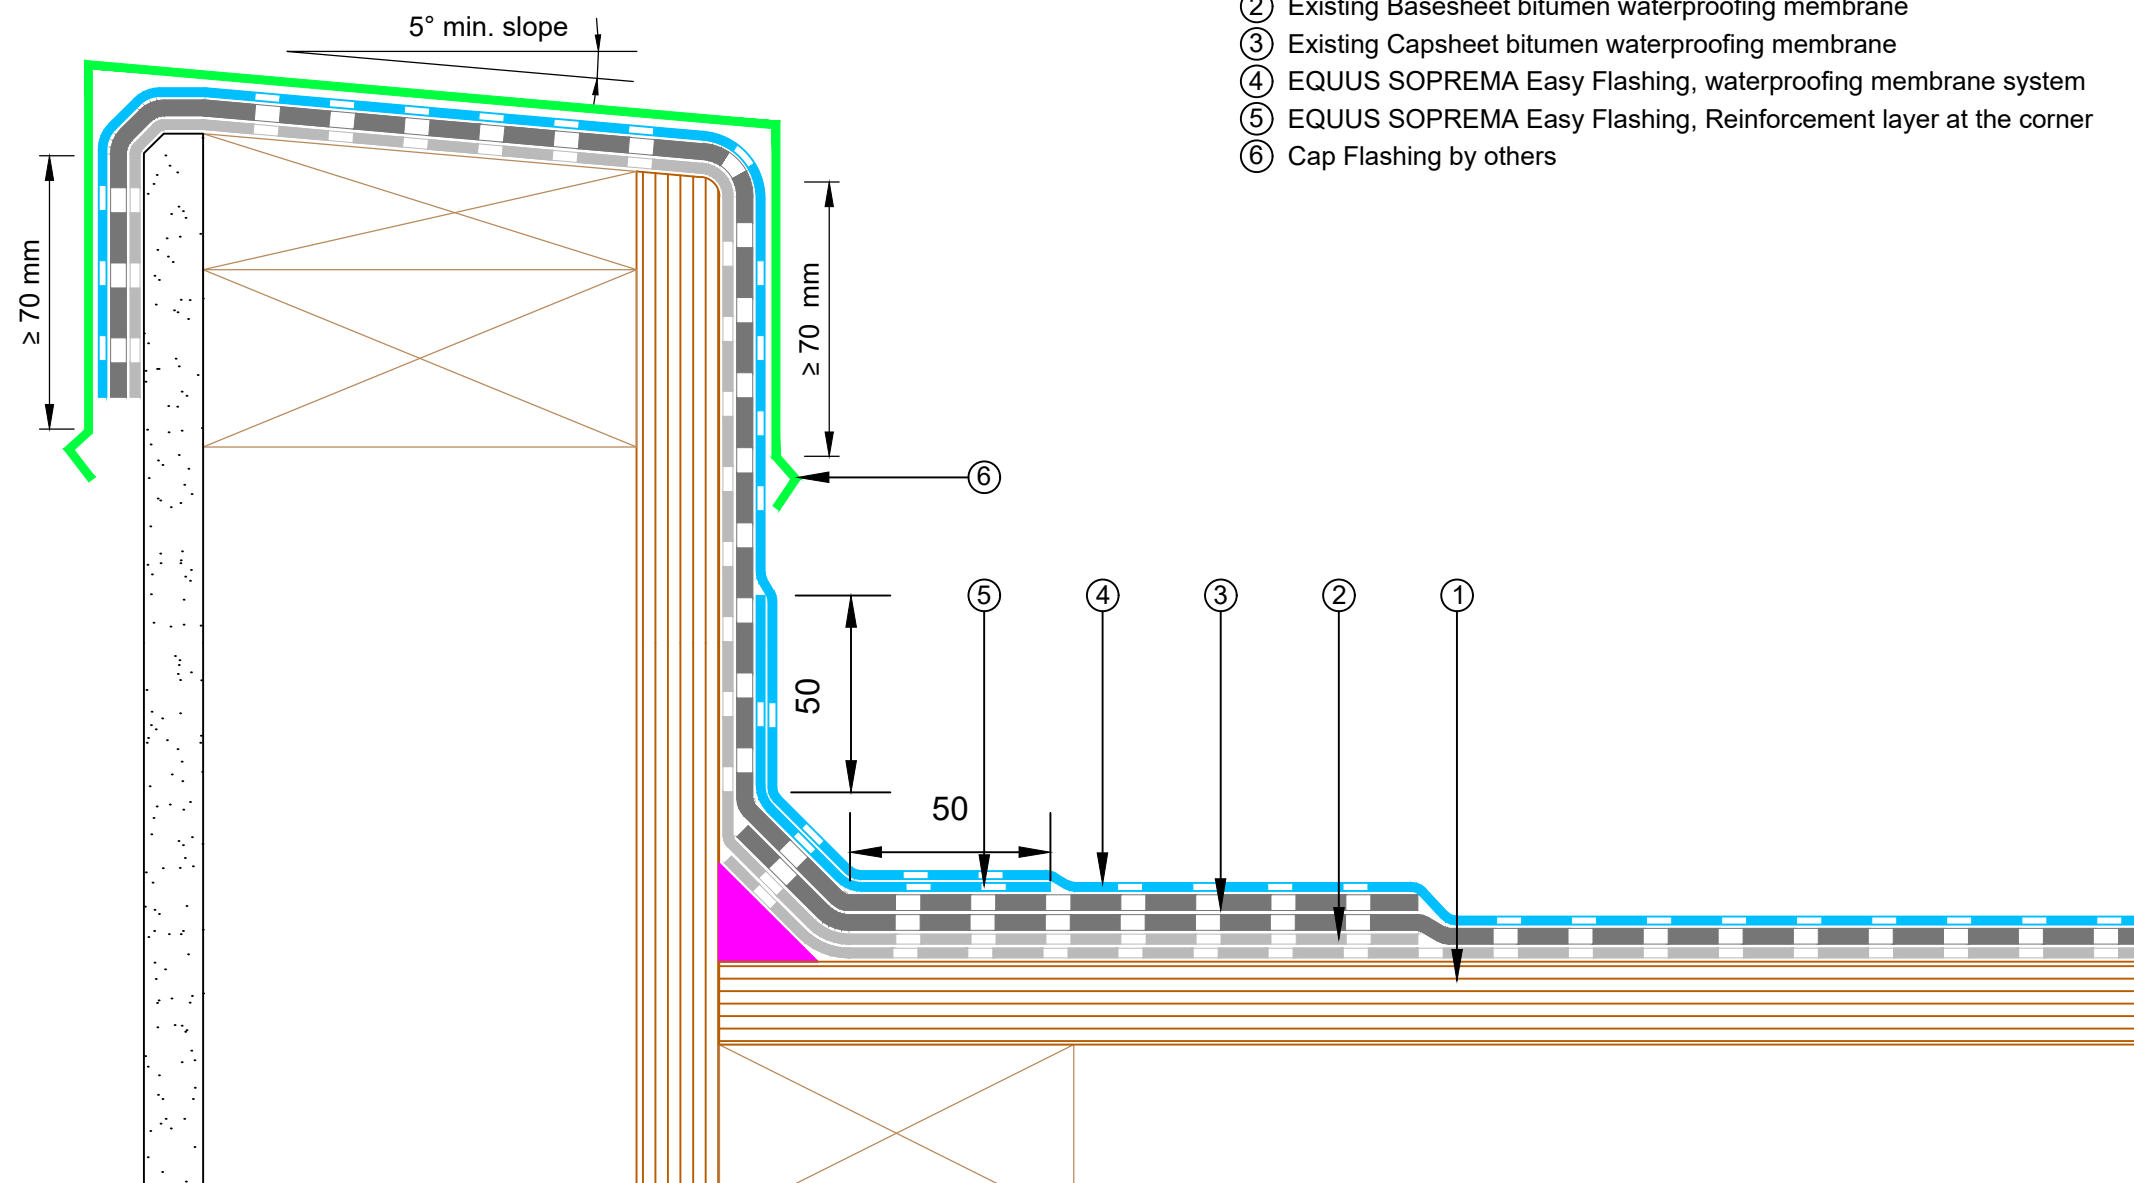 5° min. slope
② Existing Basesheet bitumen waterproofing membrane
③ Existing Capsheet bitumen waterproofing membrane
④ EQUUS SOPREMA Easy Flashing, waterproofing membrane system
⑤ EQUUS SOPREMA Easy Flashing, Reinforcement layer at the corner
⑥ Cap Flashing by others
≥ 70 mm
≥ 70 mm
⑥
⑤ ④ ③ ② ①
50
50